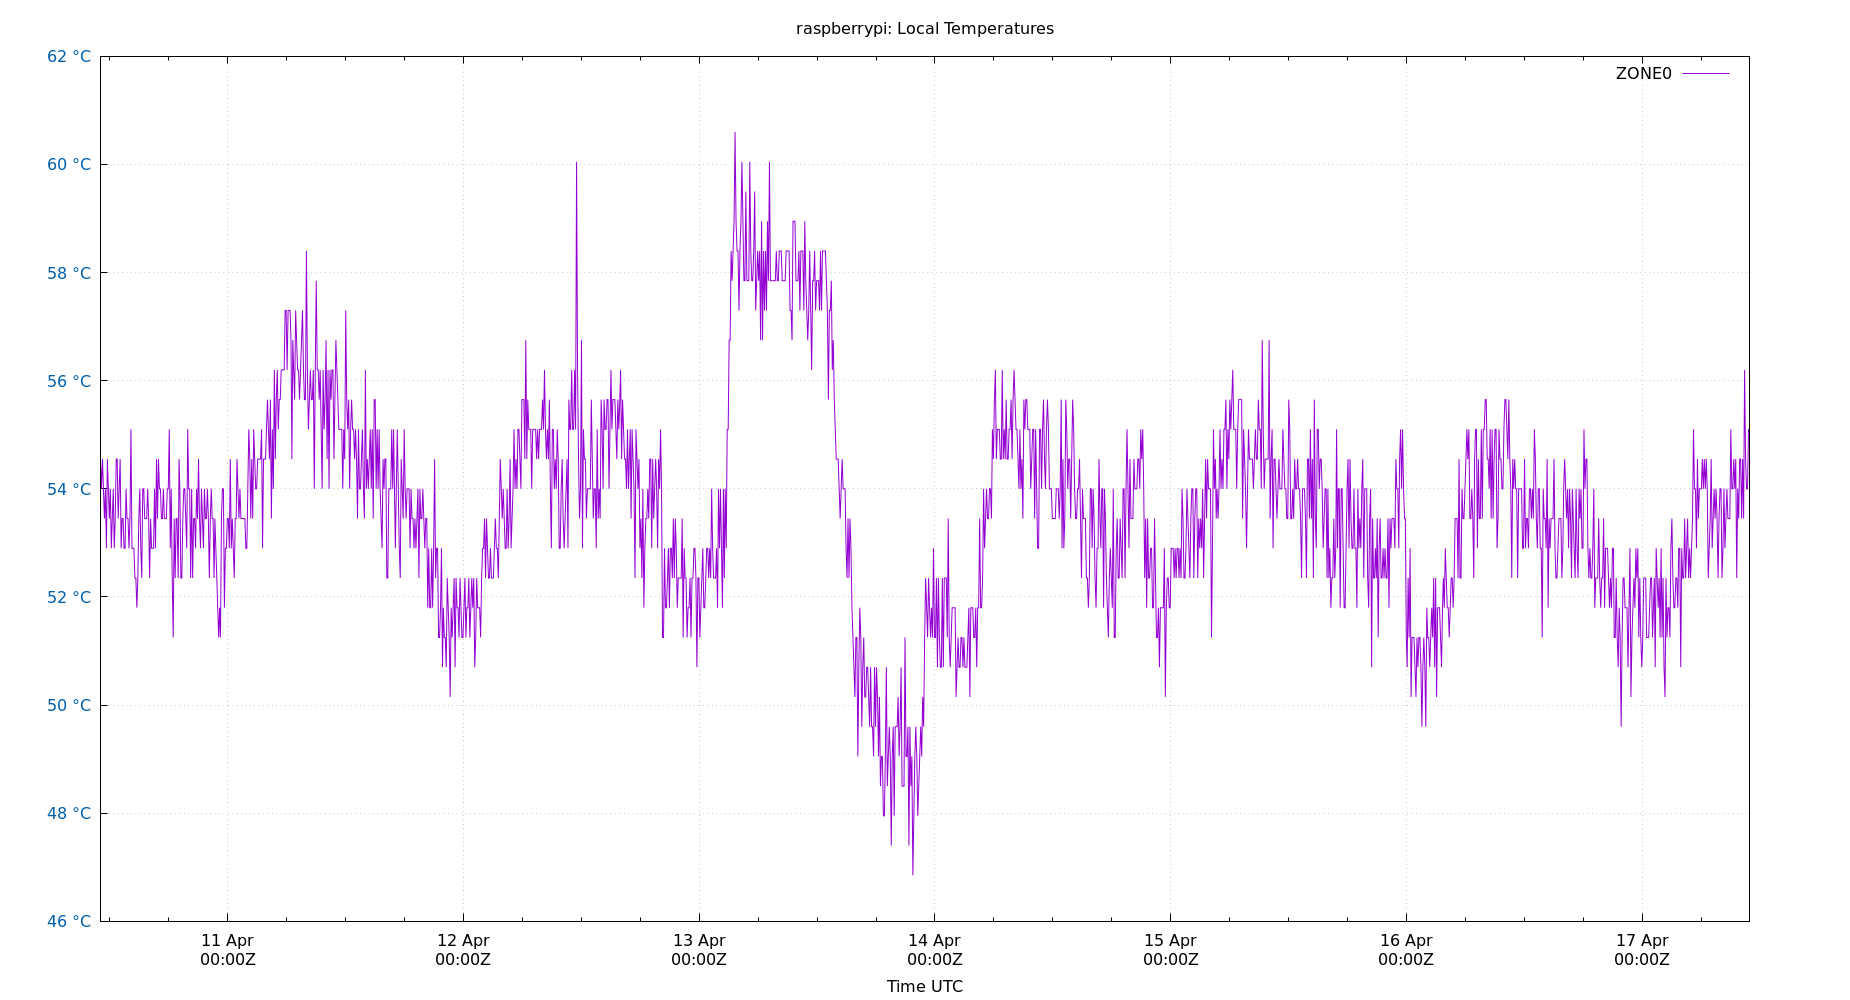 raspberrypi: Local Temperatures
62 °C
ZONE0
60 °C
58 °C
56 °C
54 °C
52 °C
50 °C
48 °C
46 °C
11 Apr 12 Apr 13 Apr 14 Apr 15 Apr 16 Apr 17 Apr
00:00Z 00:00Z 00:00Z 00:00Z 00:00Z 00:00Z 00:00Z
Time UTC